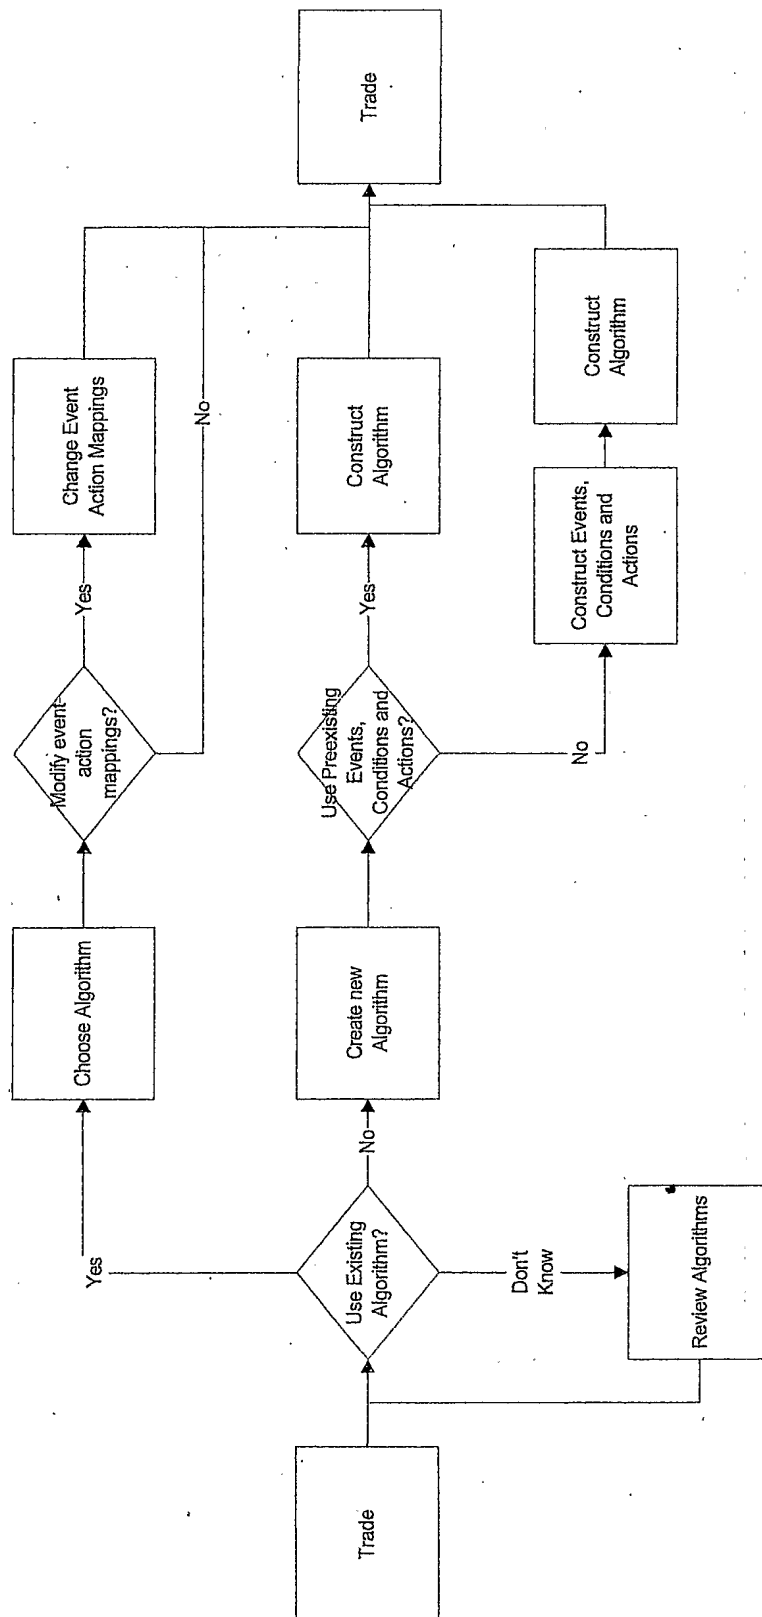 Trade
Use Existing
Algorithm?
Yes
No
Don't
Know
Review Algorithms
Choose Algorithm
Create new
Algorithm
Modify event-
action
mappings?
Yes
No
Use Preexisting
Events,
Conditions and
Actions?
Yes
No
Change Event
Action Mappings
Construct
Algorithm
Construct Events,
Conditions and
Actions
Construct
Algorithm
Trade